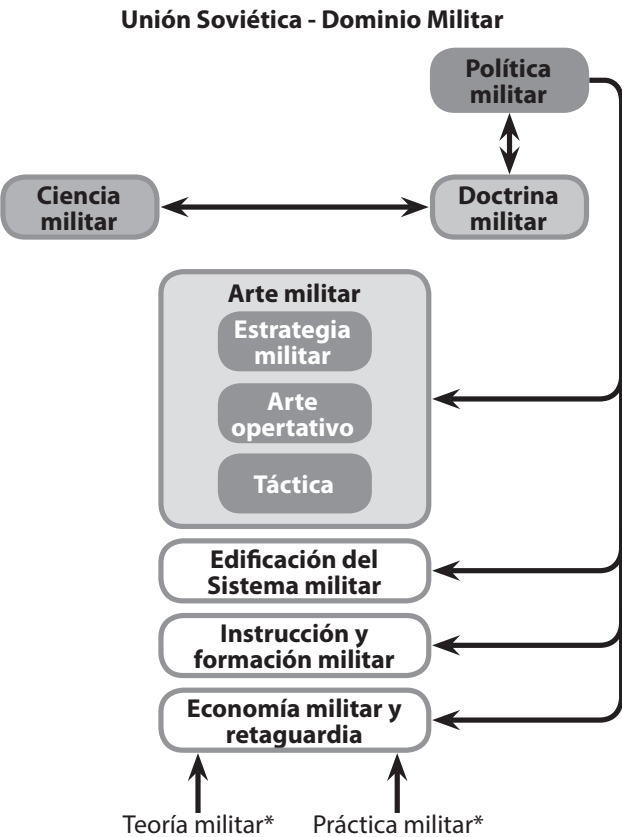 Unión Soviética - Dominio Militar
Política
militar
Ciencia
militar
Doctrina
militar
Arte militar
Estrategia
militar
Arte
opertativo
Táctica
Edificación del
Sistema militar
Instrucción y
formación militar
Economía militar y
retaguardia
Teoría militar*
Práctica militar*